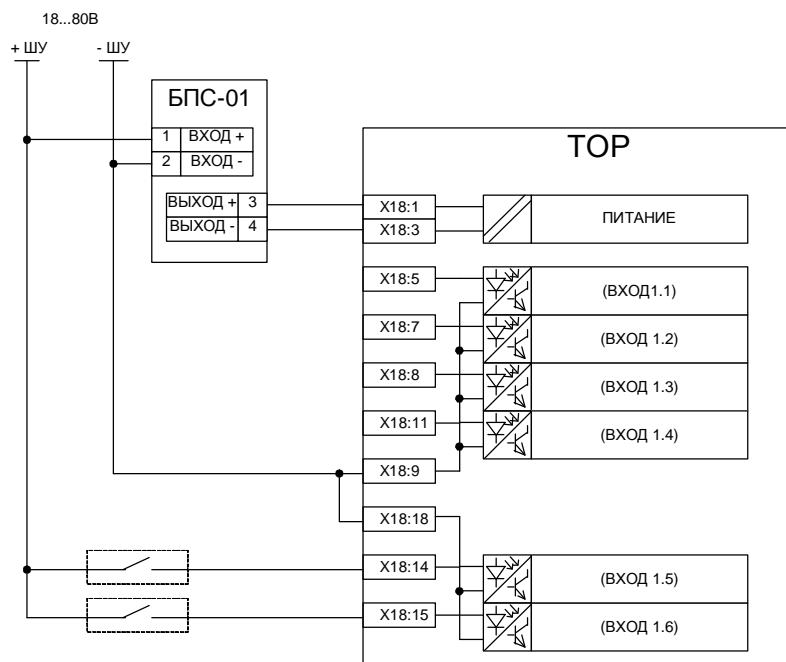 18...80В
+ ШУ
- ШУ
БПС-01
1 ВХОД +
2 ВХОД -
ВЫХОД + 3
ВЫХОД - 4
ТОР
X18:1
X18:3
ПИТАНИЕ
X18:5
(ВХОД1.1)
X18:7
(ВХОД 1.2)
X18:8
(ВХОД 1.3)
X18:11
(ВХОД 1.4)
X18:9
X18:18
X18:14
(ВХОД 1.5)
X18:15
(ВХОД 1.6)